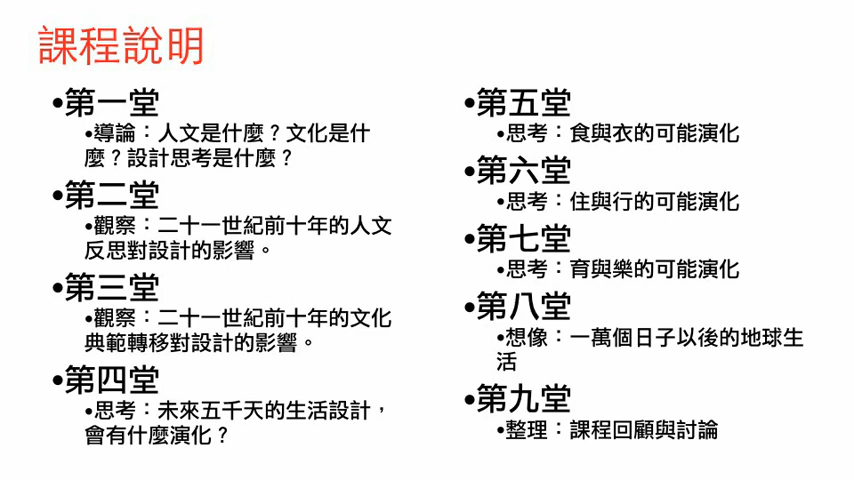 課程說明
•第一堂
•導論：人文是什麼？文化是什
麼？設計思考是什麼？
•第二堂
•觀察：二十一世紀前十年的人文
反思對設計的影響。
•第三堂
•觀察：二十一世紀前十年的文化
典範轉移對設計的影響。
•第四堂
•思考：未來五千天的生活設計，
會有什麼演化？
•第五堂
•思考：食與衣的可能演化
•第六堂
•思考：住與行的可能演化
•第七堂
•思考：育與樂的可能演化
•第八堂
•想像：一萬個日子以後的地球生
活
•第九堂
•整理：課程回顧與討論